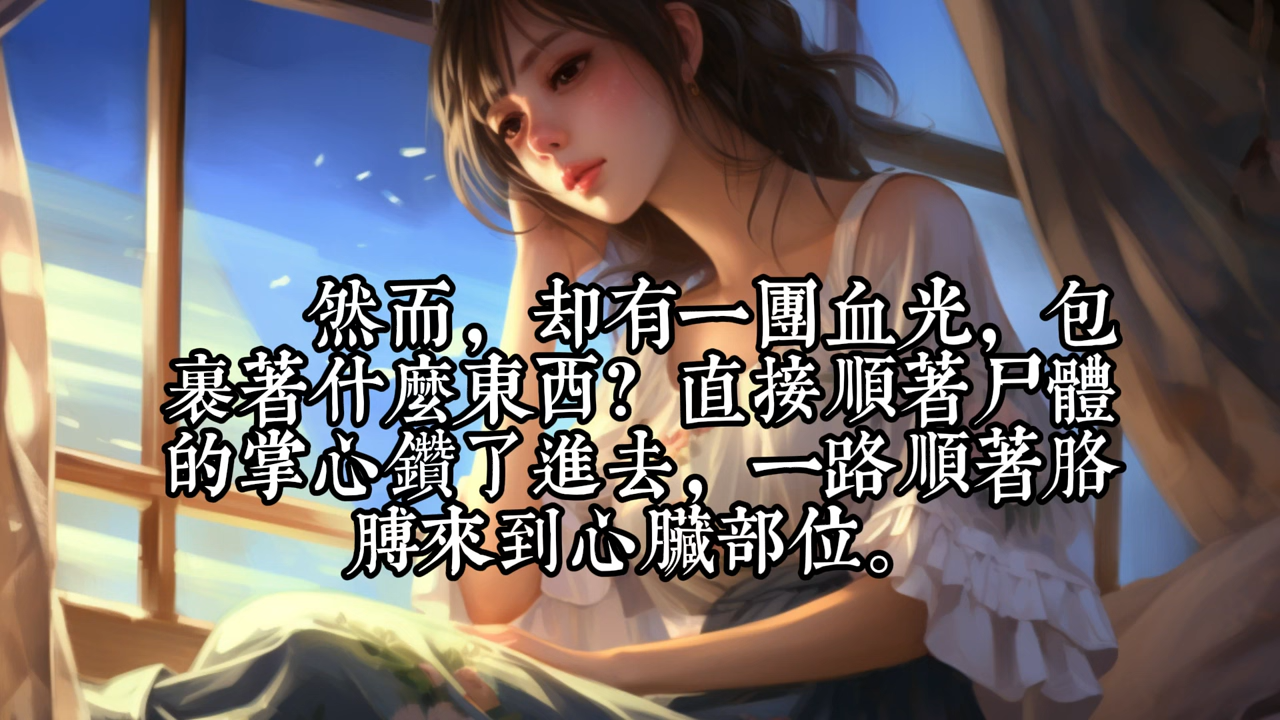 然而，却有一團血光，包
裹著什麼東西？直接順著尸體
的掌心鑽了進去，一路順著胳
膊來到心臟部位。